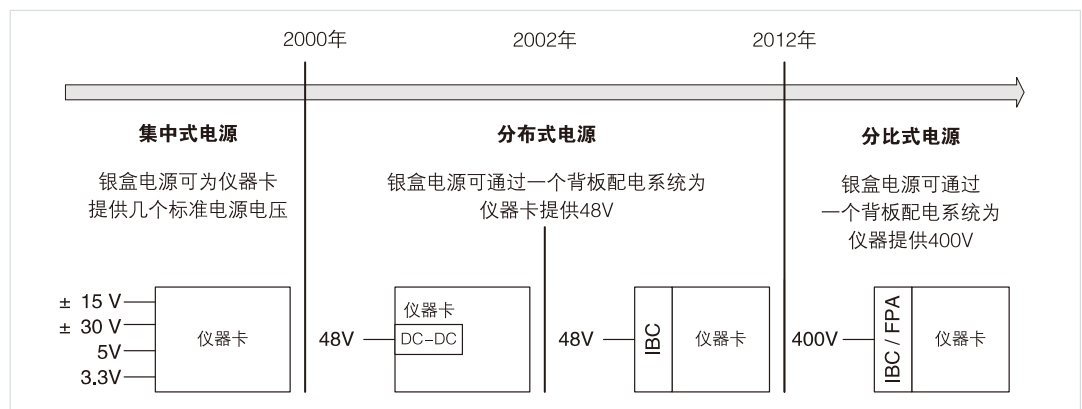 2000年
2002年
2012年
集中式电源
分布式电源
分比式电源
银盒电源可为仪器卡
提供几个标准电源电压
银盒电源可通过一个背板配电系统为
仪器卡提供48V
银盒电源可通过
一个背板配电系统为
仪器提供400V
± 15 V
± 30 V
5V
3.3V
仪器卡
48V
仪器卡
DC-DC
48V
IBC
仪器卡
400V
IBC / FPA
仪器卡